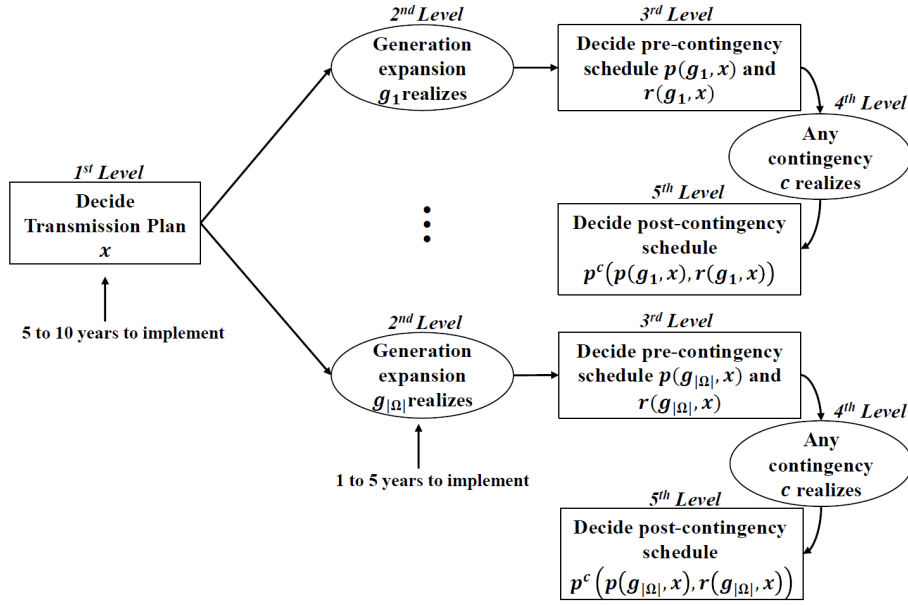 2nd Level
Generation
expansion
g1 realizes
3rd Level
Decide pre-contingency
schedule p(g1, x) and
r(g1, x)
4th Level
Any
contingency
c realizes
5th Level
Decide post-contingency
schedule
p^c(p(g1, x), r(g1, x))
1st Level
Decide
Transmission Plan
x
5 to 10 years to implement
⋮
2nd Level
Generation
expansion
g|Ω| realizes
1 to 5 years to implement
3rd Level
Decide pre-contingency
schedule p(g|Ω|, x) and
r(g|Ω|, x)
4th Level
Any
contingency
c realizes
5th Level
Decide post-contingency
schedule
p^c(p(g|Ω|, x), r(g|Ω|, x))